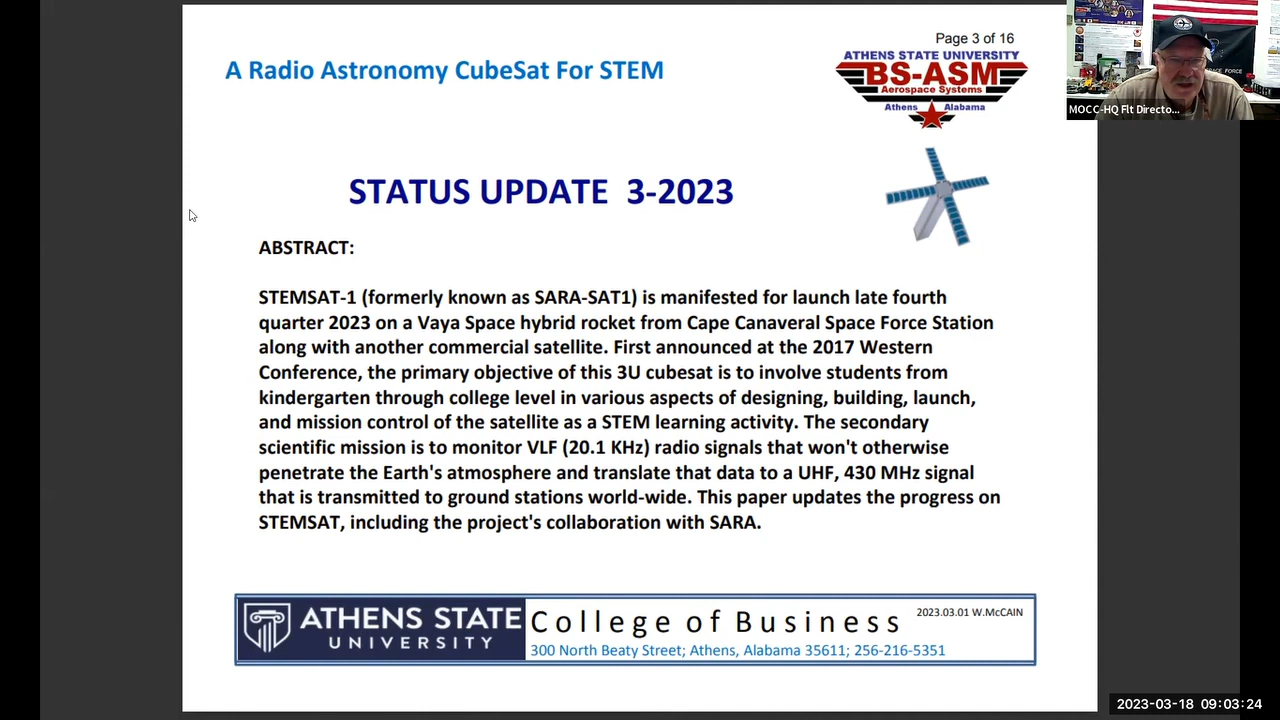 Page 3 of 16
A Radio Astronomy CubeSat For STEM
ATHENS STATE UNIVERSITY
BS-ASM
Aerospace Systems
Athens Alabama
MOCC-HQ Flt Directo...
SPACE FORCE
STATUS UPDATE 3-2023
ABSTRACT:
STEMSAT-1 (formerly known as SARA-SAT1) is manifested for launch late fourth
quarter 2023 on a Vaya Space hybrid rocket from Cape Canaveral Space Force Station
along with another commercial satellite. First announced at the 2017 Western
Conference, the primary objective of this 3U cubesat is to involve students from
kindergarten through college level in various aspects of designing, building, launch,
and mission control of the satellite as a STEM learning activity. The secondary
scientific mission is to monitor VLF (20.1 KHz) radio signals that won't otherwise
penetrate the Earth's atmosphere and translate that data to a UHF, 430 MHz signal
that is transmitted to ground stations world-wide. This paper updates the progress on
STEMSAT, including the project's collaboration with SARA.
ATHENS STATE
UNIVERSITY
College of Business
2023.03.01 W.McCAIN
300 North Beaty Street; Athens, Alabama 35611; 256-216-5351
2023-03-18 09:03:24